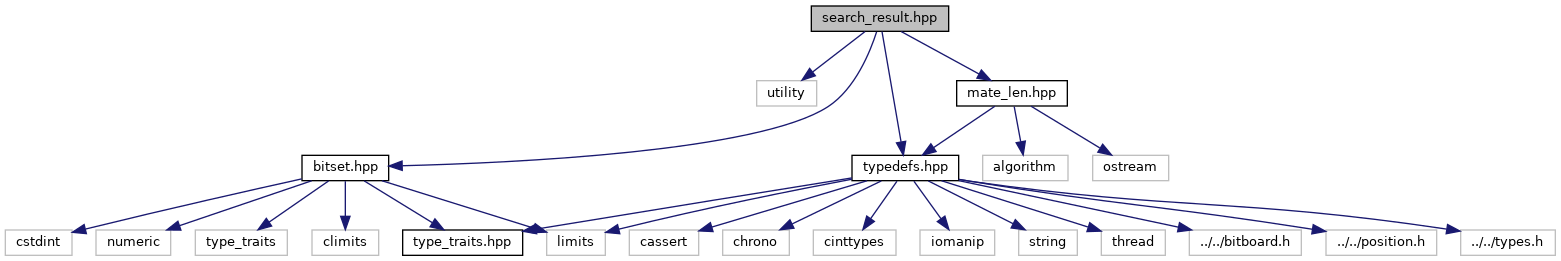 search_result.hpp
utility
mate_len.hpp
bitset.hpp
typedefs.hpp
algorithm
ostream
cstdint
numeric
type_traits
climits
type_traits.hpp
limits
cassert
chrono
cinttypes
iomanip
string
thread
../../bitboard.h
../../position.h
../../types.h